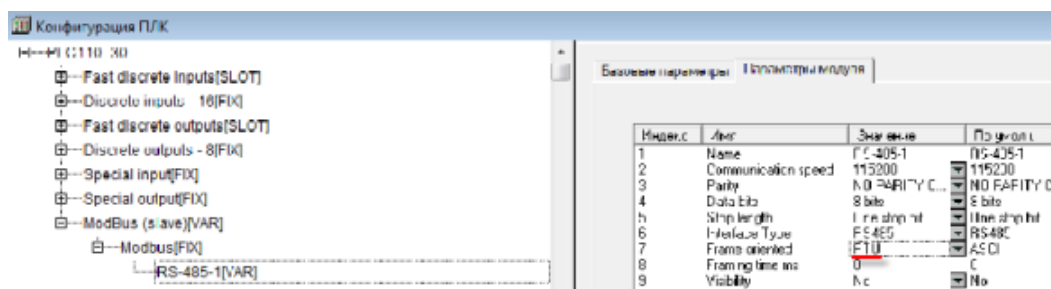 Конфигурация ПЛК
PLC110_30
Fast discrete inputs[SLOT]
Discrete inputs - 16[FIX]
Fast discrete outputs[SLOT]
Discrete outputs - 8[FIX]
Special input[FIX]
Special output[FIX]
ModBus (slave)[VAR]
Modbus[FIX]
RS-485-1[VAR]
Базовые параметры Параметры модуля
Индекс Имя Значение По умолч.
1 Name RS-485-1 RS-485-1
2 Communication speed 115200 115200
3 Parity NO PARITY C... NO PARITY C
4 Data bits 8 bits 8 bits
5 Stop length One stop bit One stop bit
6 Interface Type RS485 RS485
7 Frame oriented RTU ASCI
8 Framing time ms 0 0
9 Visibility No No